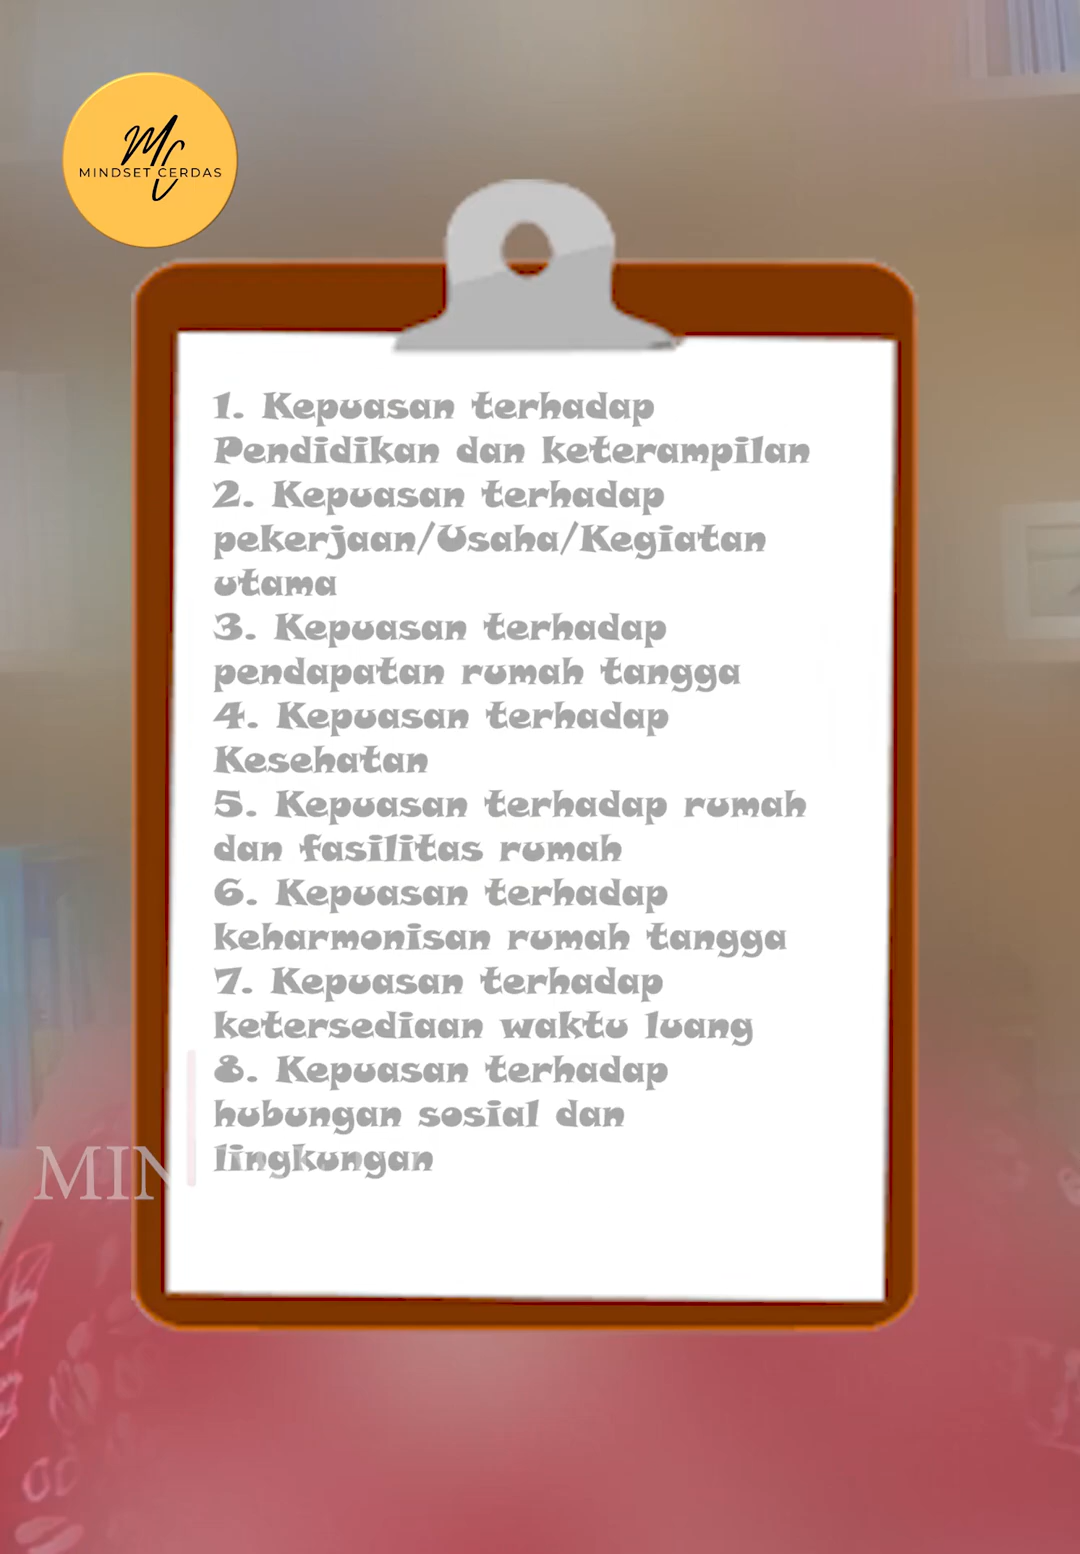 MC
MINDSET CERDAS
1. Kepuasan terhadap
Pendidikan dan keterampilan
2. Kepuasan terhadap
pekerjaan/Usaha/Kegiatan
utama
3. Kepuasan terhadap
pendapatan rumah tangga
4. Kepuasan terhadap
Kesehatan
5. Kepuasan terhadap rumah
dan fasilitas rumah
6. Kepuasan terhadap
keharmonisan rumah tangga
7. Kepuasan terhadap
ketersediaan waktu luang
8. Kepuasan terhadap
hubungan sosial dan
lingkungan
MIN